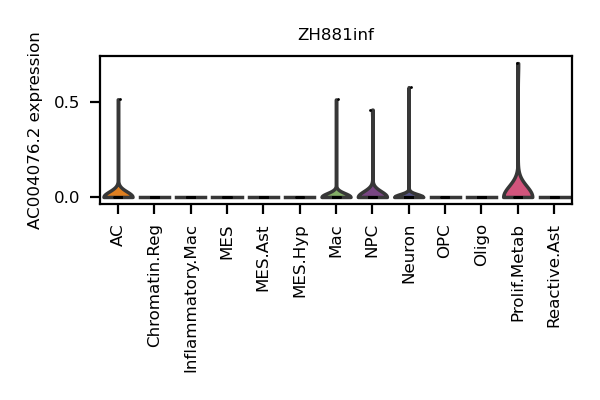 ZH881inf
AC004076.2 expression
0.5
0.0
AC
Chromatin.Reg
Inflammatory.Mac
MES
MES.Ast
MES.Hyp
Mac
NPC
Neuron
OPC
Oligo
Prolif.Metab
Reactive.Ast